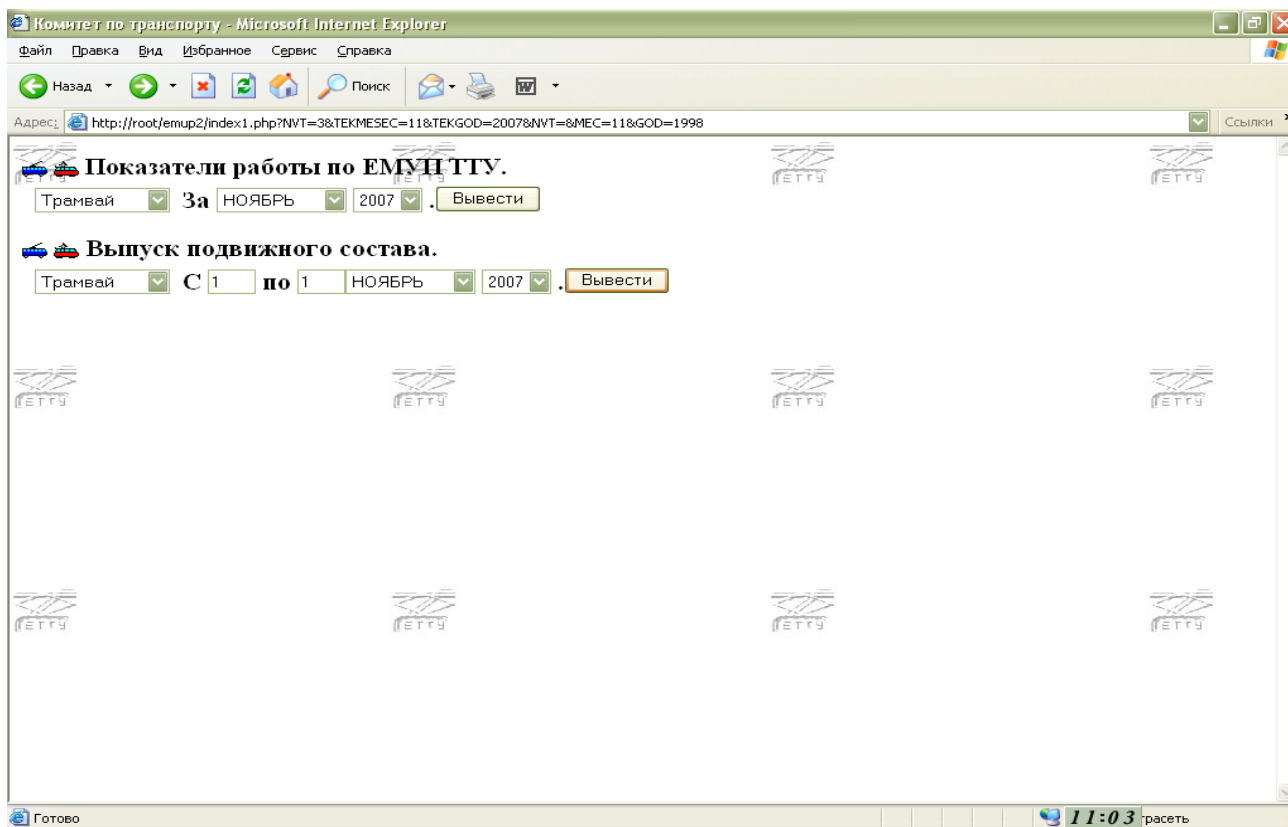 Комитет по транспорту - Microsoft Internet Explorer
Файл Правка Вид Избранное Сервис Справка
Назад Поиск
Адрес: http://root/emup2/index1.php?NVT=3&TEKMESEC=11&TEKGOD=2007&NVT=&MEC=11&GOD=1998 Ссылки
Показатели работы по ЕМУП ТТУ.
Трамвай За НОЯБРЬ 2007 . Вывести
Выпуск подвижного состава.
Трамвай С 1 по 1 НОЯБРЬ 2007 . Вывести
Готово 11:03 трасеть